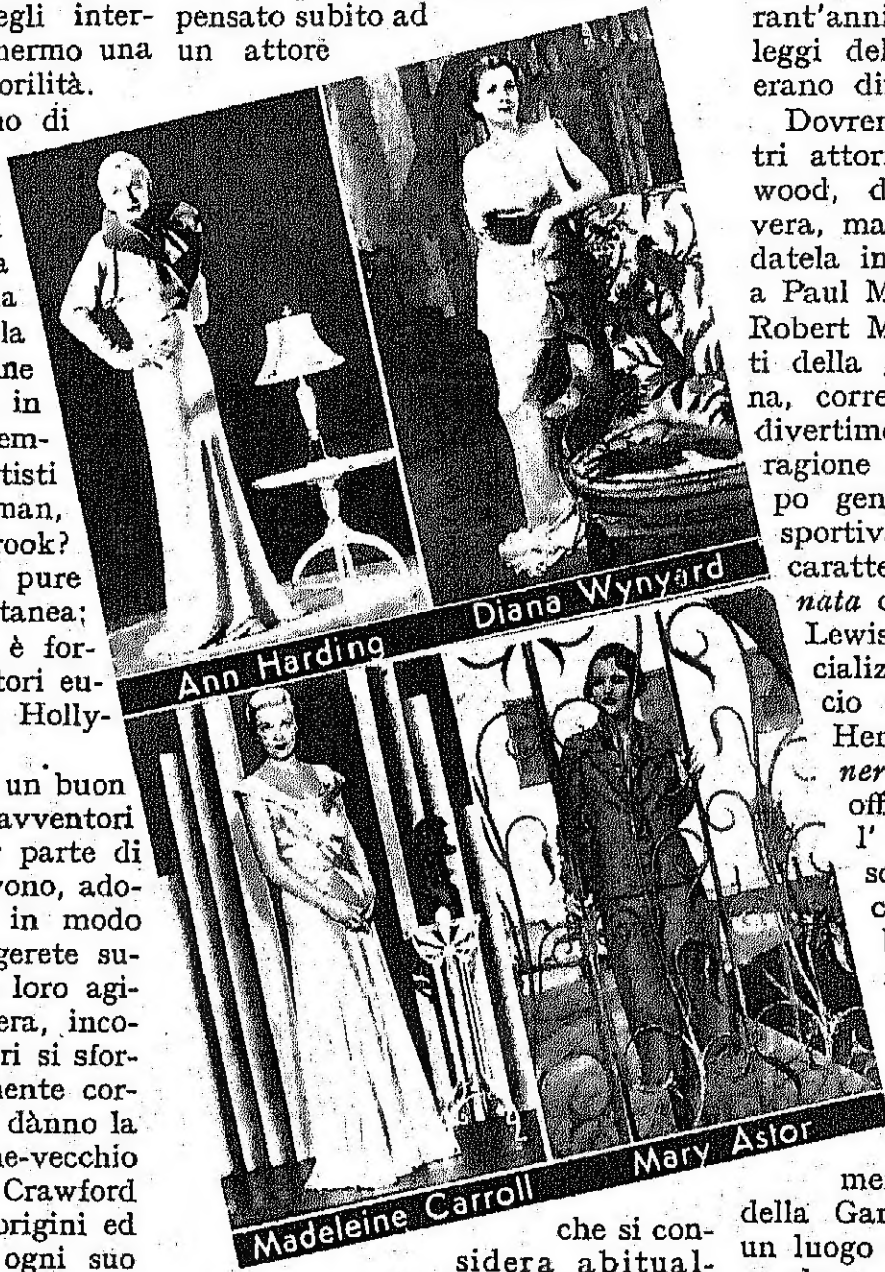 egli inter-
hermo una
orilità.
no di
a
a
la
ne
in
em-
tisti
man,
rook?
pure
tanea;
è for-
tori eu-
Holly-
un buon
avventori
parte di
vono, ado-
in modo
gerete su-
loro agi-
era, inco-
ri si sfor-
mente cor-
dànno la
ne-vecchio
Crawford
origini ed
ogni suo
pensato subito ad
un attore
Ann Harding
Diana Wynyard
Madeleine Carroll
Mary Astor
che si con-
sidera abitual-
rant'anni
leggi del
erano di
Dovren
tri attori
wood, d
vera, ma
datela in
a Paul M
Robert M
ti della
na, corre
divertime
ragione
po gen
sportiva
caratte
nata
Lewis
cializ
cio
Her
ner
off
l'
so
c
me
della Gar
un luogo